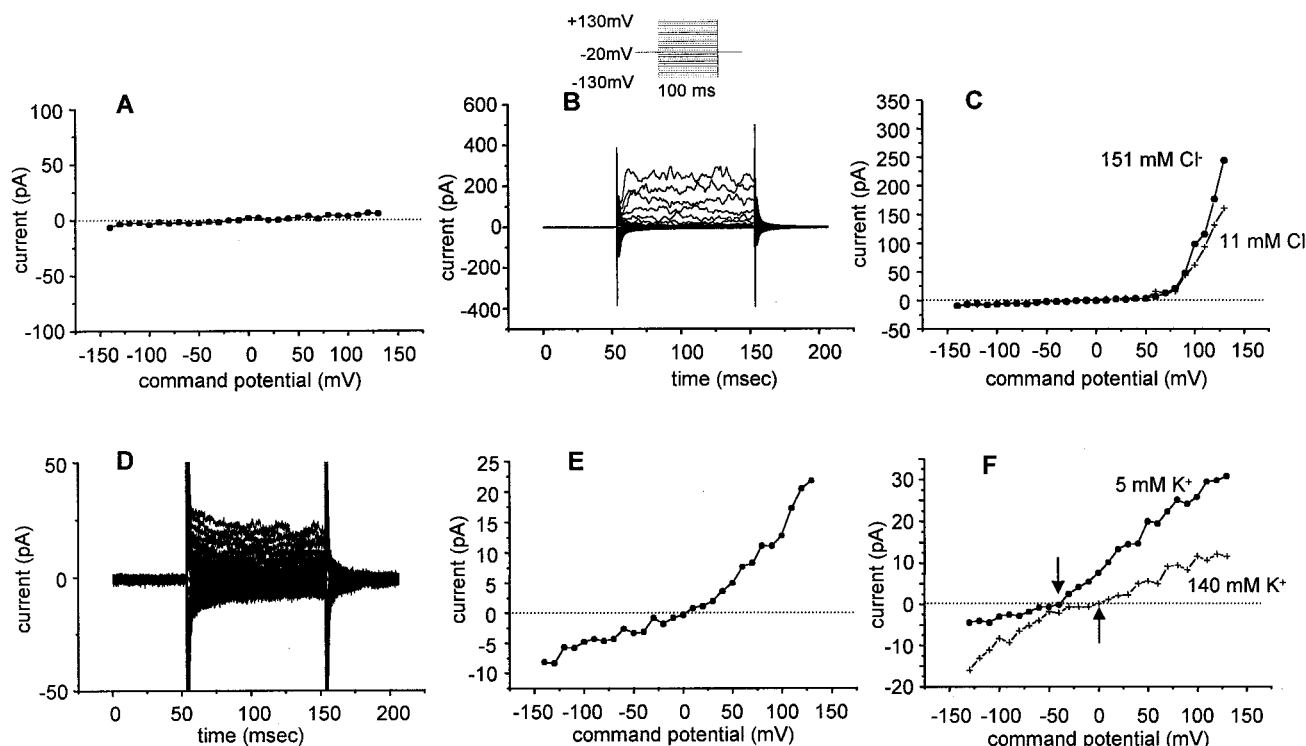 +130mV
-20mV
-130mV
100 ms
A
100
50
0
-50
-100
current (pA)
-150 -100 -50 0 50 100 150
command potential (mV)
B
600
400
200
0
-200
-400
current (pA)
0 50 100 150 200
time (msec)
C
350
300
250
200
150
100
50
0
-50
current (pA)
151 mM Cl-
11 mM Cl
-150 -100 -50 0 50 100 150
command potential (mV)
D
50
0
-50
current (pA)
0 50 100 150 200
time (msec)
E
25
20
15
10
5
0
-5
-10
current (pA)
-150 -100 -50 0 50 100 150
command potential (mV)
F
30
20
10
0
-10
-20
current (pA)
5 mM K+
140 mM K+
-150 -100 -50 0 50 100 150
command potential (mV)